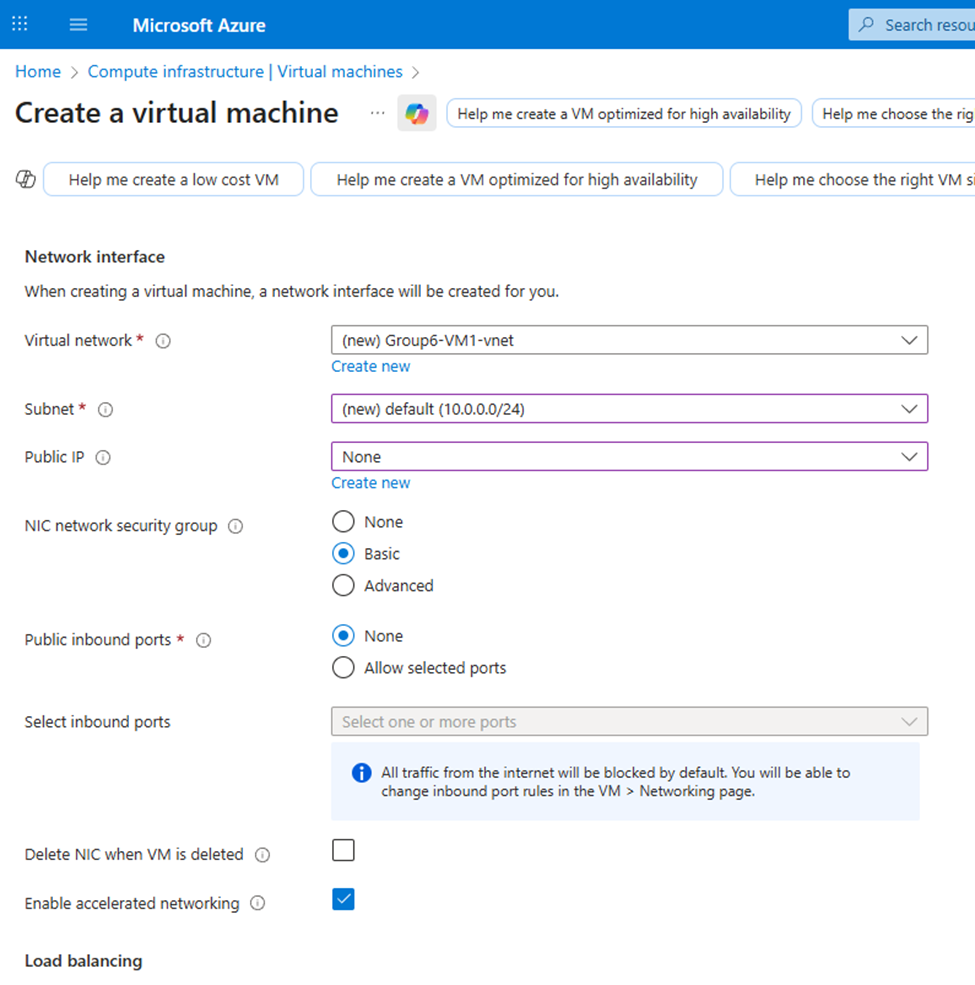 Microsoft Azure
Search resou
Home > Compute infrastructure | Virtual machines >
Create a virtual machine ... Help me create a VM optimized for high availability Help me choose the rig
Help me create a low cost VM Help me create a VM optimized for high availability Help me choose the right VM si
Network interface
When creating a virtual machine, a network interface will be created for you.
Virtual network * (new) Group6-VM1-vnet
Create new
Subnet * (new) default (10.0.0.0/24)
Public IP None
Create new
NIC network security group None
Basic
Advanced
Public inbound ports * None
Allow selected ports
Select inbound ports Select one or more ports
All traffic from the internet will be blocked by default. You will be able to
change inbound port rules in the VM > Networking page.
Delete NIC when VM is deleted
Enable accelerated networking
Load balancing